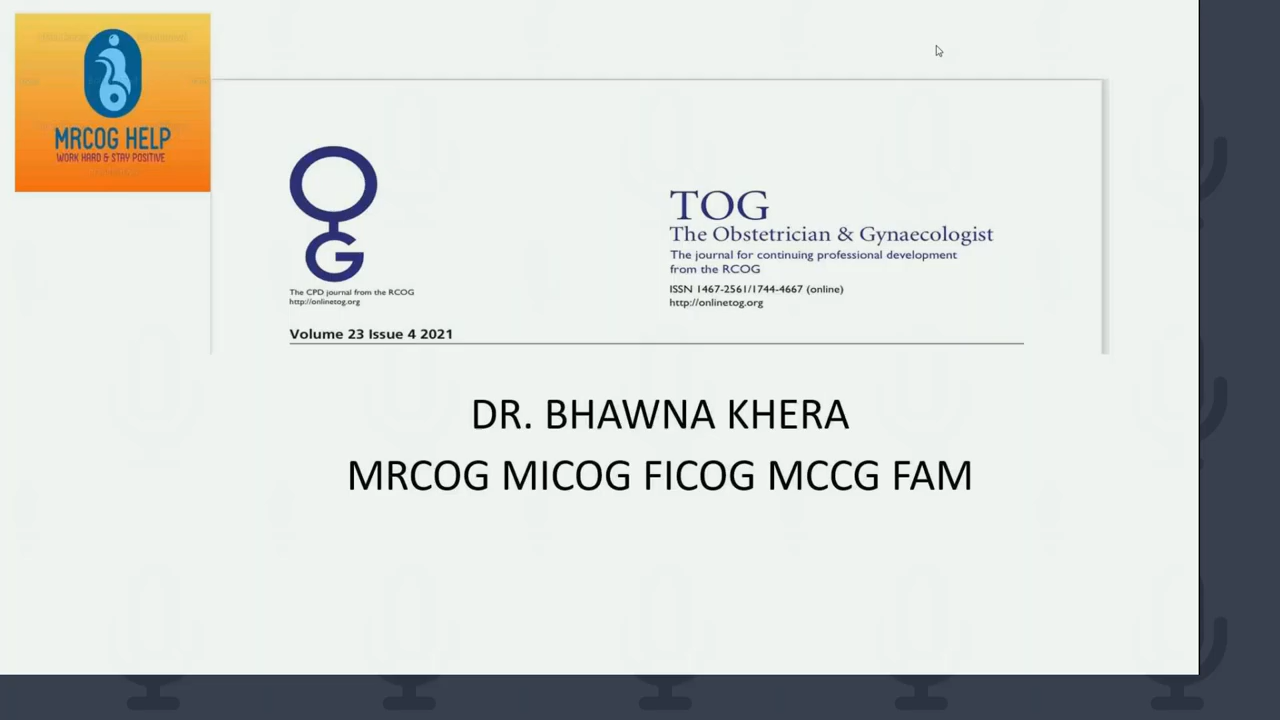 MRCOG HELP
WORK HARD & STAY POSITIVE
TOG
The Obstetrician & Gynaecologist
The journal for continuing professional development
from the RCOG
ISSN 1467-2561/1744-4667 (online)
http://onlinetog.org
The CPD journal from the RCOG
http://onlinetog.org
Volume 23 Issue 4 2021
DR. BHAWNA KHERA
MRCOG MICOG FICOG MCCG FAM